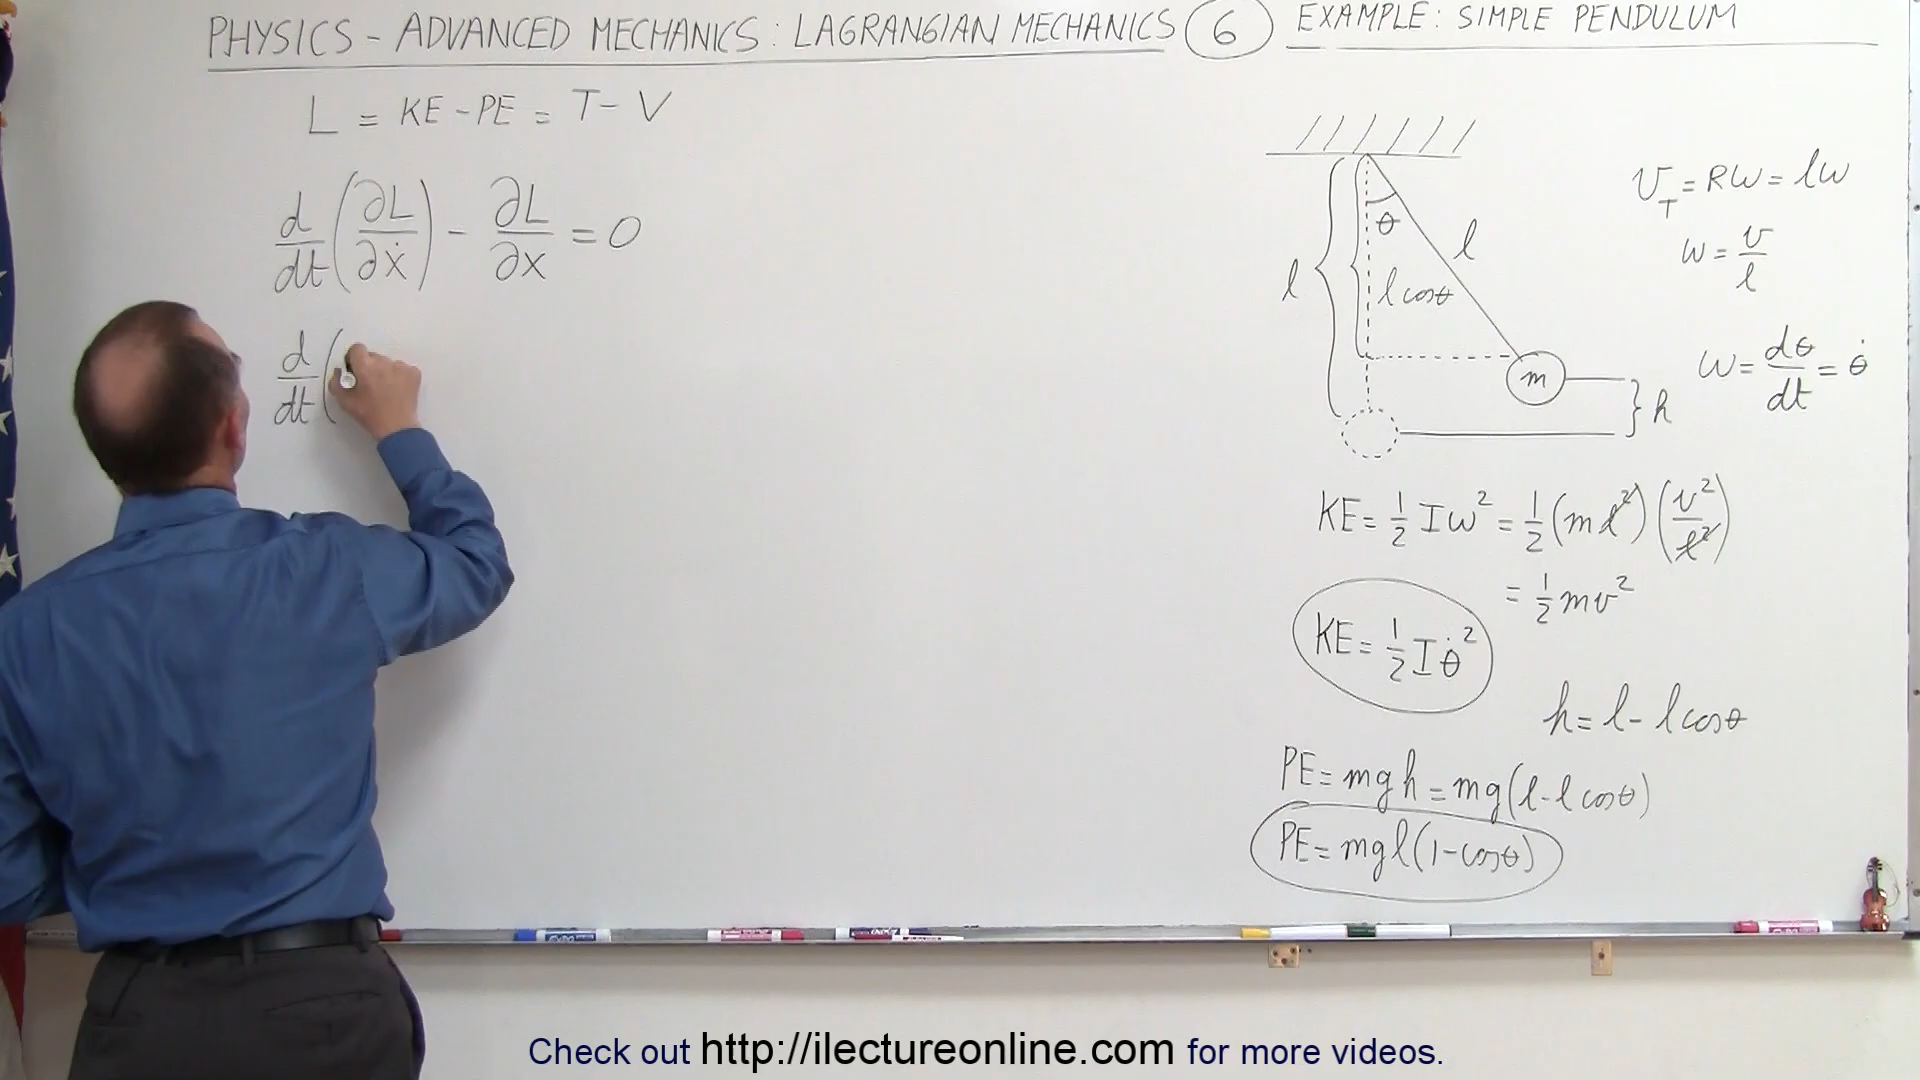 PHYSICS - ADVANCED MECHANICS: LAGRANGIAN MECHANICS 6 EXAMPLE: SIMPLE PENDULUM
L = KE - PE = T - V
d/dt (∂L/∂ẋ) - ∂L/∂x = 0
d/dt (
θ
l
l
l cosθ
m
h
v_T = Rω = lω
ω = v/l
ω = dθ/dt = θ̇
KE = 1/2 Iω² = 1/2 (ml²) (v²/l²)
= 1/2 mv²
KE = 1/2 Iθ̇²
h = l - l cosθ
PE = mgh = mg(l - l cosθ)
PE = mgl(1 - cosθ)
Check out http://ilectureonline.com for more videos.